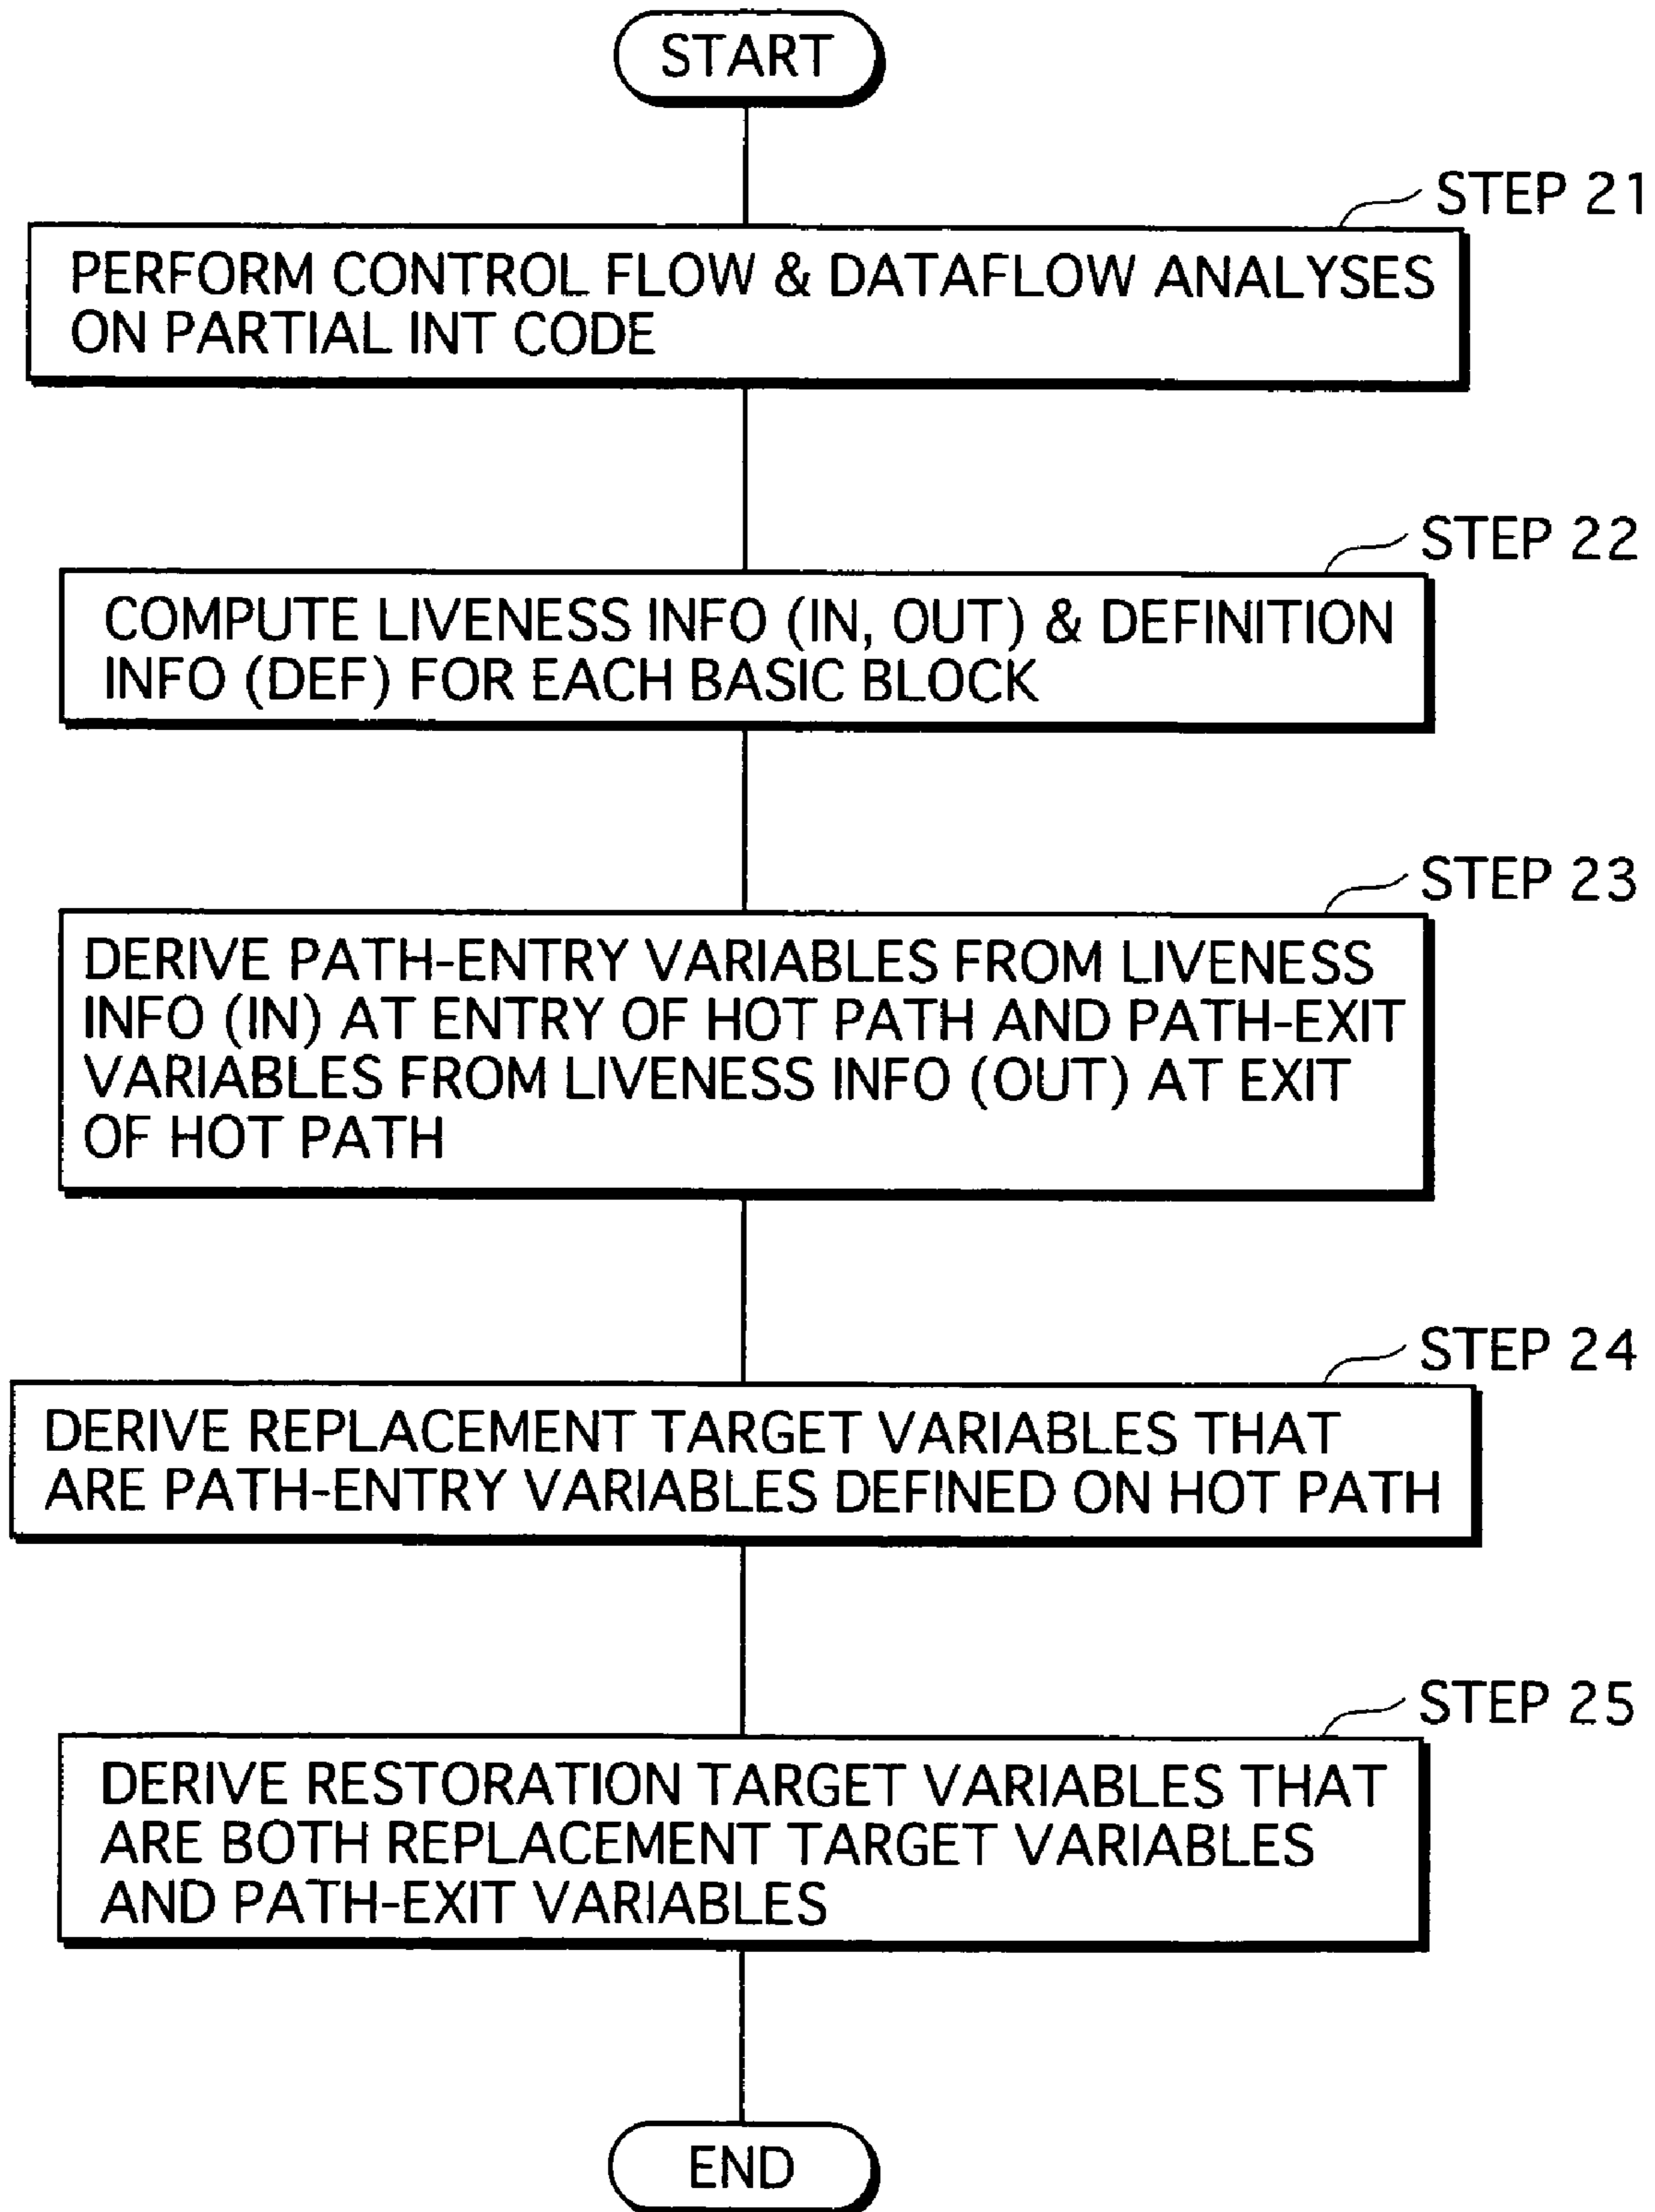 START
STEP 21
PERFORM CONTROL FLOW & DATAFLOW ANALYSES
ON PARTIAL INT CODE
STEP 22
COMPUTE LIVENESS INFO (IN, OUT) & DEFINITION
INFO (DEF) FOR EACH BASIC BLOCK
STEP 23
DERIVE PATH-ENTRY VARIABLES FROM LIVENESS
INFO (IN) AT ENTRY OF HOT PATH AND PATH-EXIT
VARIABLES FROM LIVENESS INFO (OUT) AT EXIT
OF HOT PATH
STEP 24
DERIVE REPLACEMENT TARGET VARIABLES THAT
ARE PATH-ENTRY VARIABLES DEFINED ON HOT PATH
STEP 25
DERIVE RESTORATION TARGET VARIABLES THAT
ARE BOTH REPLACEMENT TARGET VARIABLES
AND PATH-EXIT VARIABLES
END